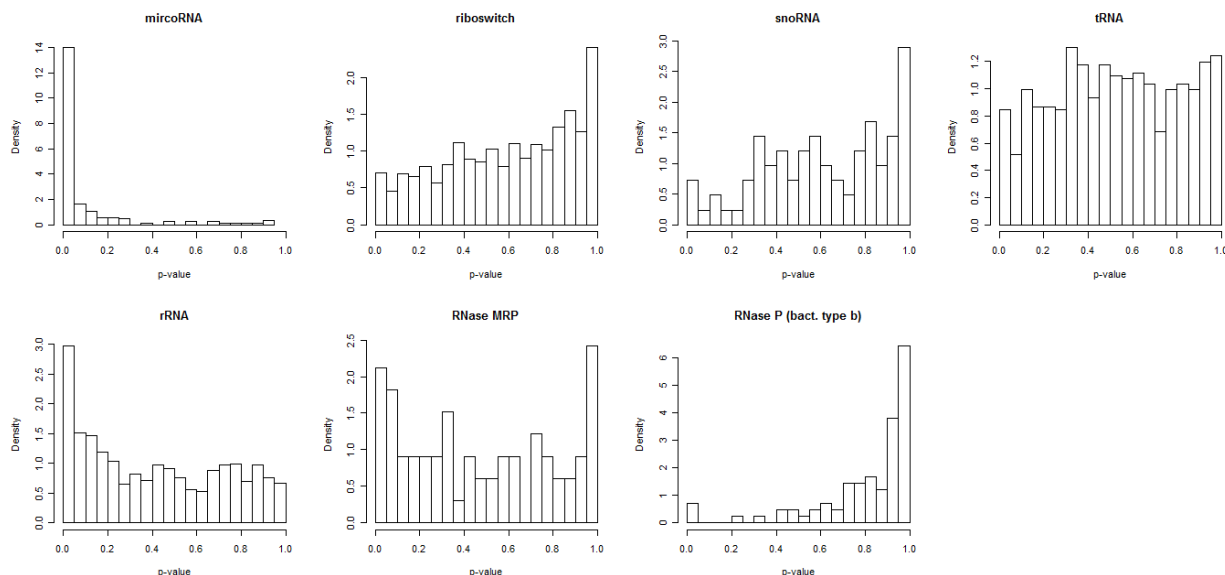 mircoRNA
Density
0 2 4 6 8 10 12 14
0.0 0.2 0.4 0.6 0.8 1.0
p-value
riboswitch
Density
0.0 0.5 1.0 1.5 2.0
0.0 0.2 0.4 0.6 0.8 1.0
p-value
snoRNA
Density
0.0 0.5 1.0 1.5 2.0 2.5 3.0
0.0 0.2 0.4 0.6 0.8 1.0
p-value
tRNA
Density
0.0 0.2 0.4 0.6 0.8 1.0 1.2
0.0 0.2 0.4 0.6 0.8 1.0
p-value
rRNA
Density
0.0 0.5 1.0 1.5 2.0 2.5 3.0
0.0 0.2 0.4 0.6 0.8 1.0
p-value
RNase MRP
Density
0.0 0.5 1.0 1.5 2.0 2.5
0.0 0.2 0.4 0.6 0.8 1.0
p-value
RNase P (bact. type b)
Density
0 1 2 3 4 5 6
0.0 0.2 0.4 0.6 0.8 1.0
p-value